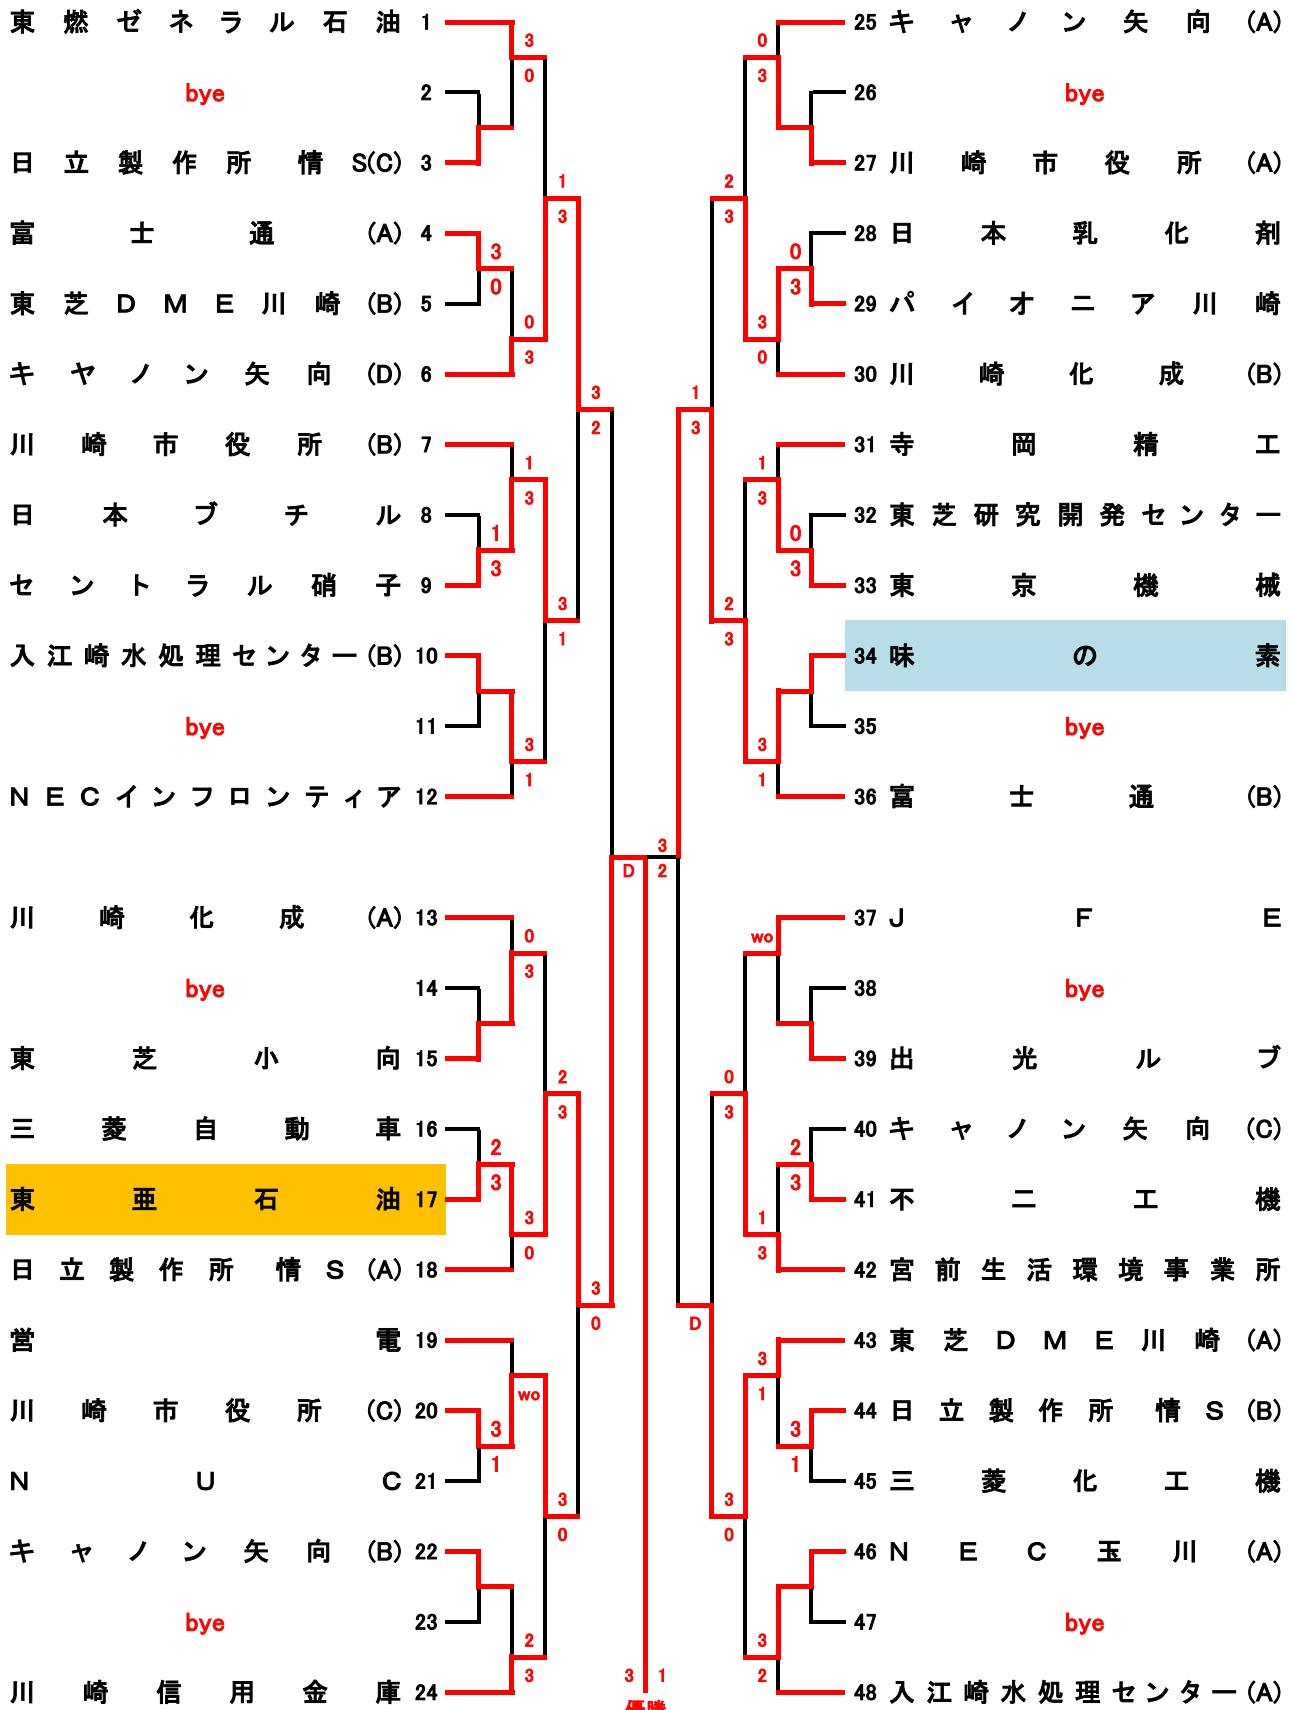 東燃ゼネラル石油 1
3
0
bye 2
日立製作所 情S(C) 3
1
3
富士通 (A) 4
3
0
東芝DME川崎 (B) 5
0
3
キヤノン矢向 (D) 6
3
2
川崎市役所 (B) 7
1
3
日本ブチル 8
1
3
セントラル硝子 9
3
1
入江崎水処理センター(B) 10
bye 11
3
1
NECインフロンティア 12
川崎化成 (A) 13
0
3
bye 14
東芝小向 15
2
3
三菱自動車 16
2
3
東亜石油 17
3
0
日立製作所 情S (A) 18
3
0
営電 19
wo
川崎市役所 (C) 20
3
1
NUC 21
3
0
キャノン矢向 (B) 22
bye 23
2
3
川崎信用金庫 24
25 キャノン矢向 (A)
0
3
26 bye
27 川崎市役所 (A)
2
3
28 日本乳化剤
0
3
29 パイオニア川崎
3
0
30 川崎化成 (B)
1
3
31 寺岡精工
1
3
32 東芝研究開発センター
0
3
33 東京機械
2
3
34 味の素
35 bye
3
1
36 富士通 (B)
3
D 2
37 JFE
wo
38 bye
39 出光ルブ
0
3
40 キャノン矢向 (C)
2
3
41 不二工機
1
3
42 宮前生活環境事業所
D
43 東芝DME川崎 (A)
3
1
44 日立製作所 情S (B)
3
1
45 三菱化工機
3
0
46 NEC玉川 (A)
47 bye
3
2
48 入江崎水処理センター(A)
3 1
優勝